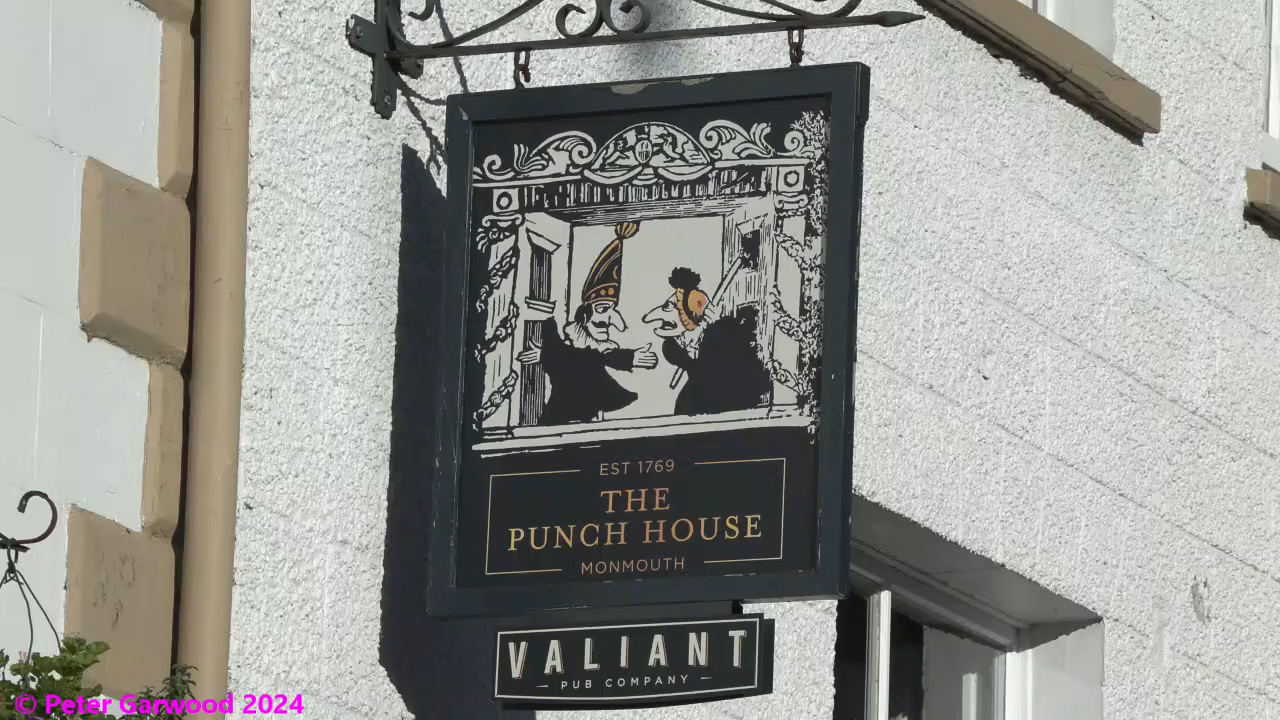 EST 1769
THE
PUNCH HOUSE
MONMOUTH
VALIANT
PUB COMPANY
© Peter Garwood 2024